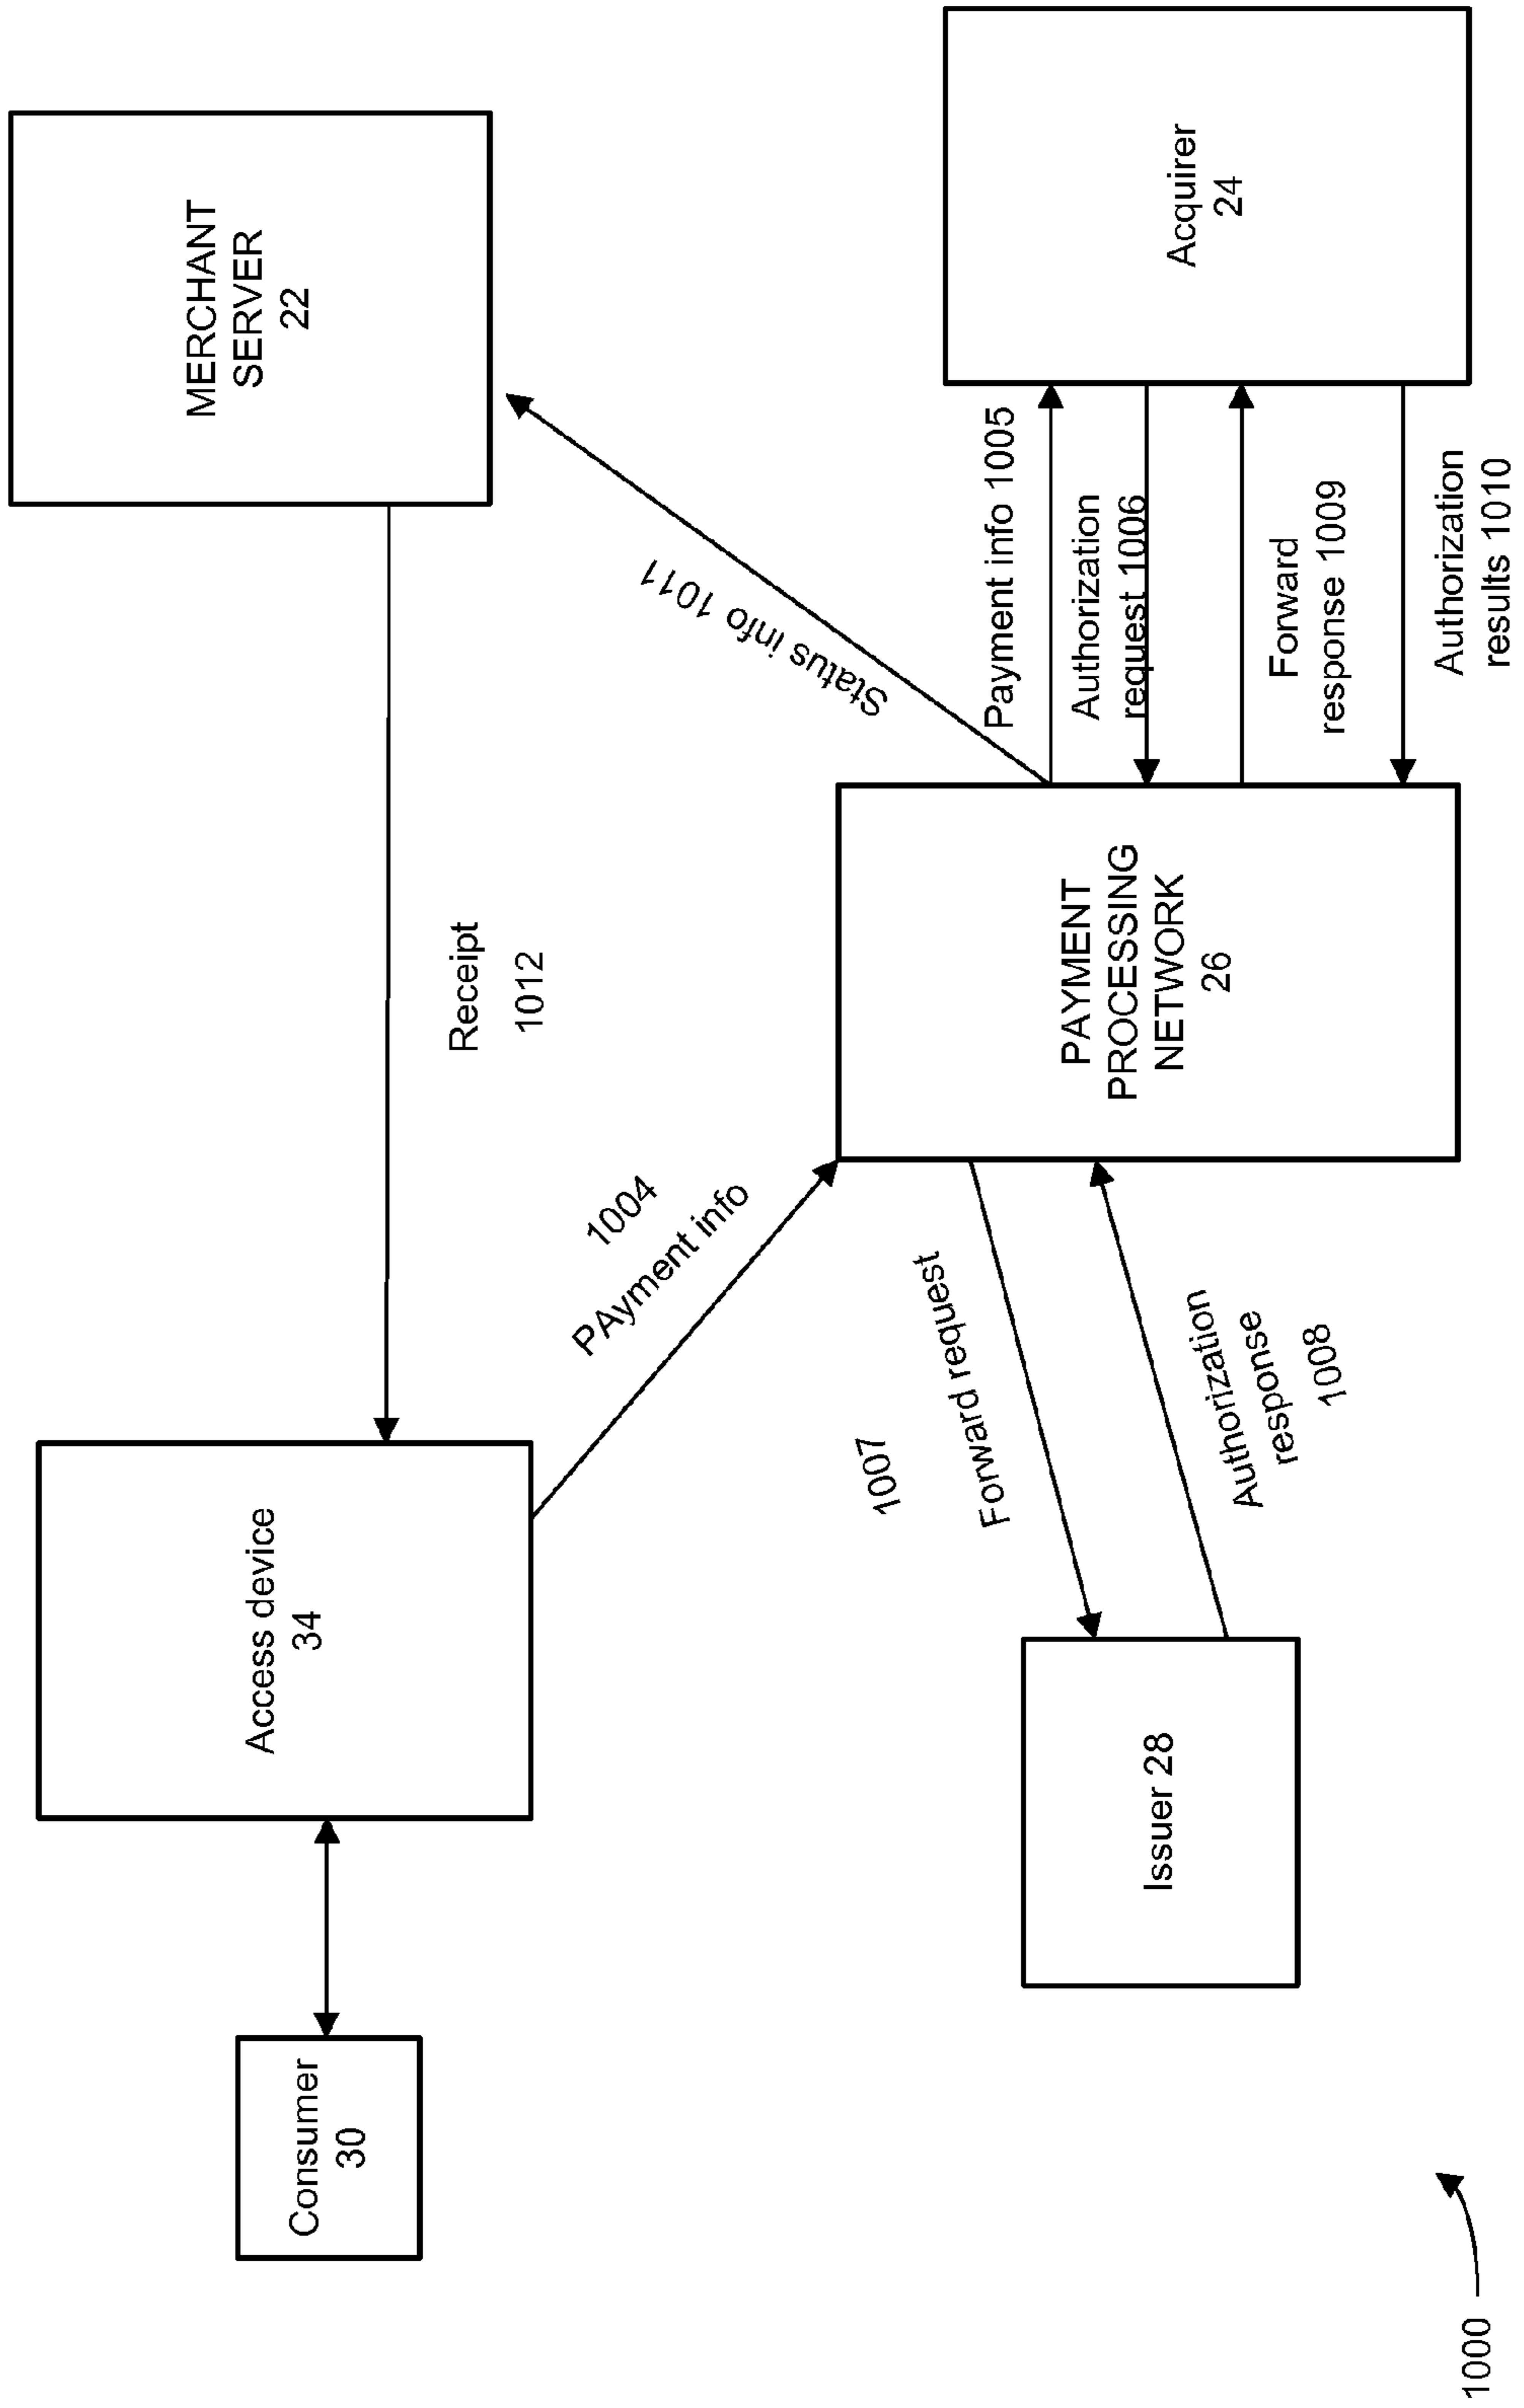 Consumer
30
Access device
34
MERCHANT
SERVER
22
Receipt
1012
1004
PAyment info
Status info 1011
PAYMENT
PROCESSING
NETWORK
26
Payment info 1005
Authorization
request 1006
Forward
response 1009
Authorization
results 1010
Acquirer
24
1007
Forward request
Authorization
response
1008
Issuer 28
1000